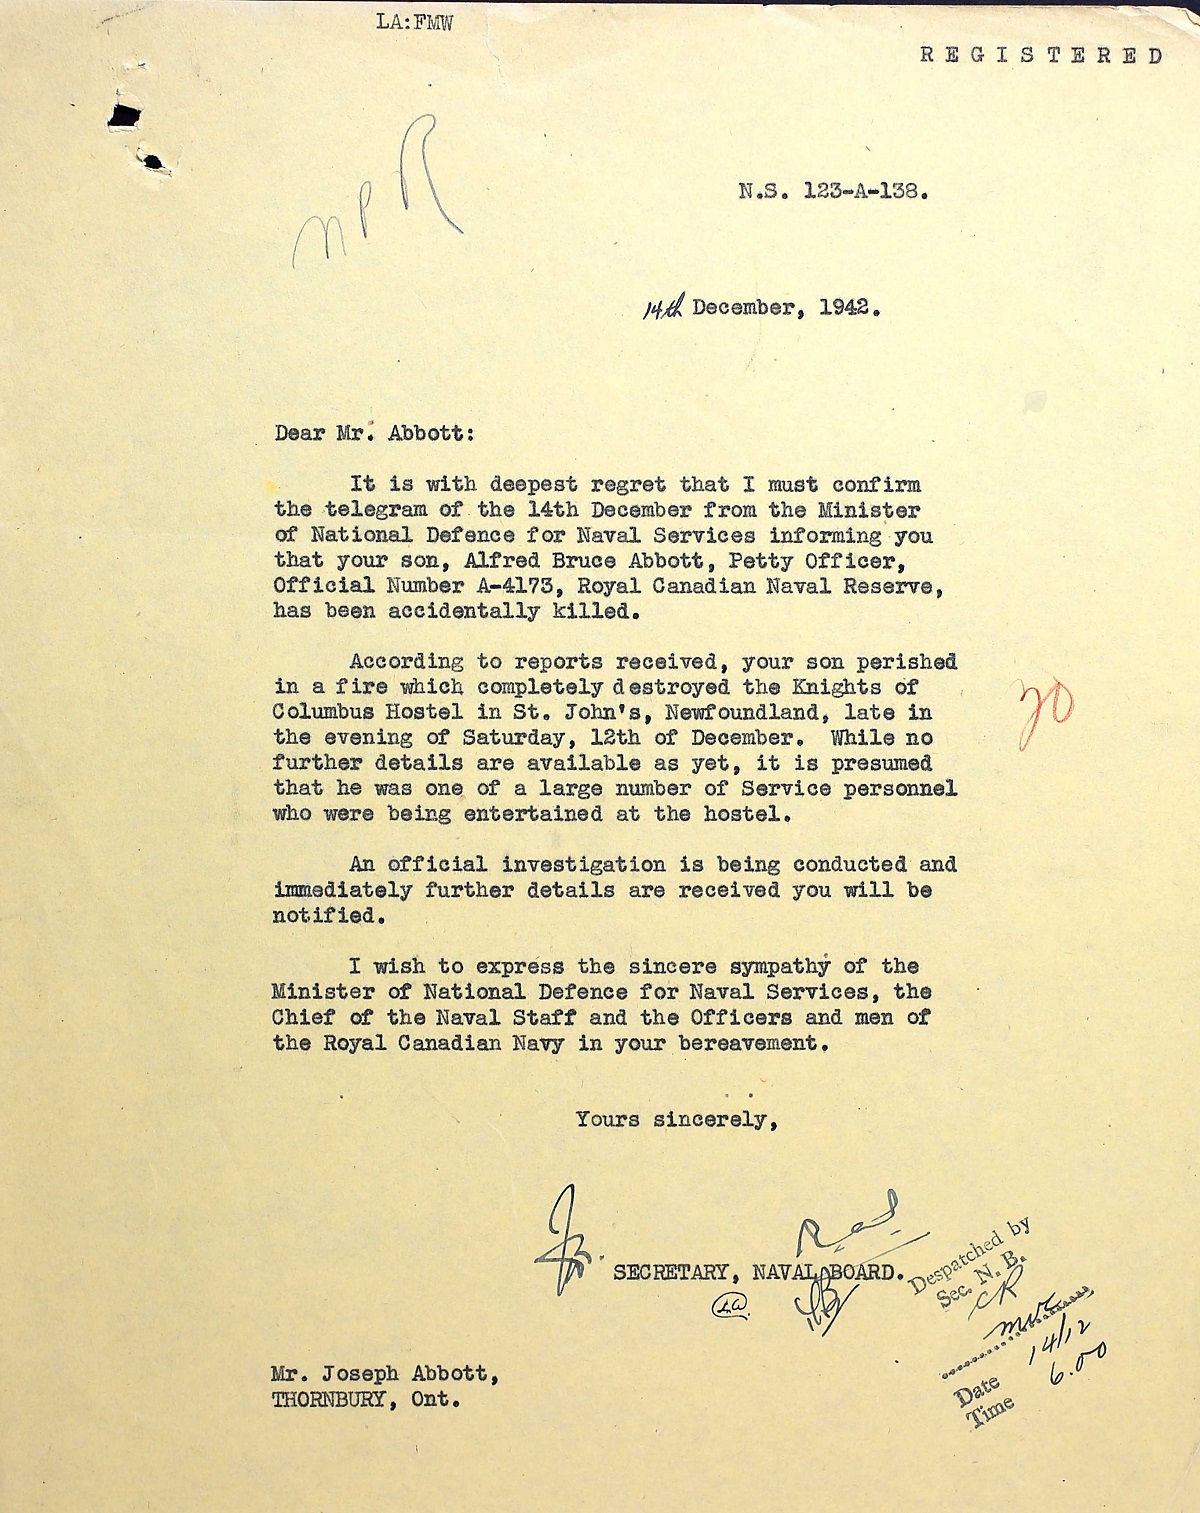 LA:FMW
REGISTERED
N P R
N.S. 123-A-138.
14th December, 1942.
Dear Mr. Abbott:
It is with deepest regret that I must confirm
the telegram of the 14th December from the Minister
of National Defence for Naval Services informing you
that your son, Alfred Bruce Abbott, Petty Officer,
Official Number A-4173, Royal Canadian Naval Reserve,
has been accidentally killed.
According to reports received, your son perished
in a fire which completely destroyed the Knights of
Columbus Hostel in St. John's, Newfoundland, late in
the evening of Saturday, 12th of December. While no
further details are available as yet, it is presumed
that he was one of a large number of Service personnel
who were being entertained at the hostel.
An official investigation is being conducted and
immediately further details are received you will be
notified.
I wish to express the sincere sympathy of the
Minister of National Defence for Naval Services, the
Chief of the Naval Staff and the Officers and men of
the Royal Canadian Navy in your bereavement.
Yours sincerely,
SECRETARY, NAVAL BOARD.
Despatched by
Sec. N. B.
CR
Date 14/12
Time 6.00
Mr. Joseph Abbott,
THORNBURY, Ont.